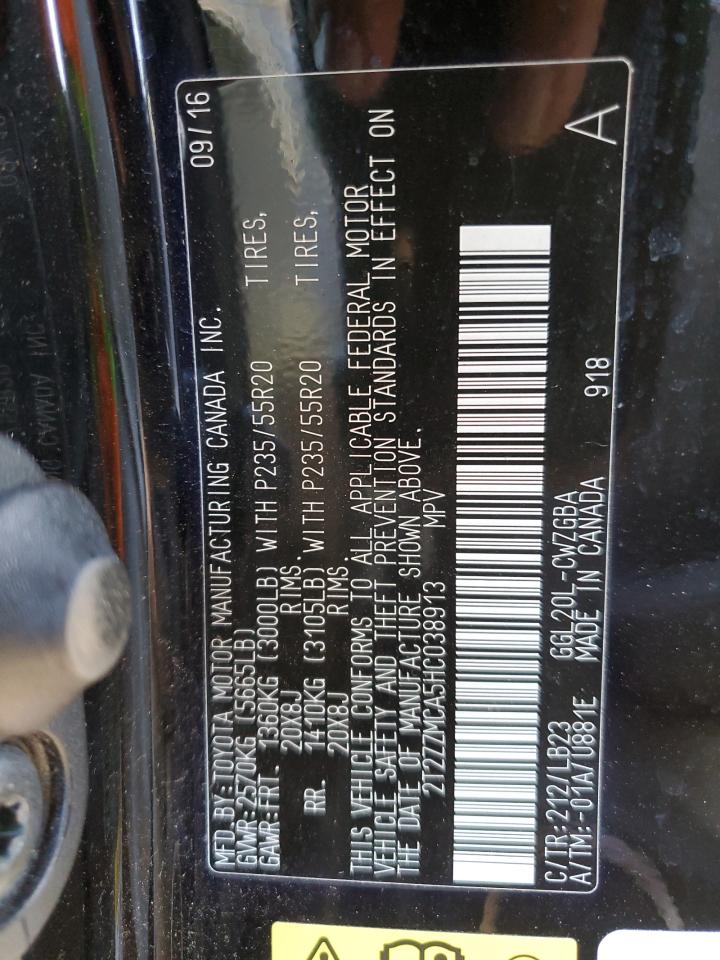 MFD.BY:TOYOTA MOTOR MANUFACTURING CANADA INC. 09/16
GVWR:2570KG (5665LB)
GAWR:FRT. 1360KG (3000LB) WITH P235/55R20 TIRES,
20X8J RIMS.
RR. 1410KG (3105LB) WITH P235/55R20 TIRES,
20X8J RIMS.
THIS VEHICLE CONFORMS TO ALL APPLICABLE FEDERAL MOTOR
VEHICLE SAFETY AND THEFT PREVENTION STANDARDS IN EFFECT ON
THE DATE OF MANUFACTURE SHOWN ABOVE.
2T2ZZMCA5HC038913 MPV
C/TR:212/LB23 GGL20L-CWZGBA
A/TM:-01A/U881E MADE IN CANADA 918 A